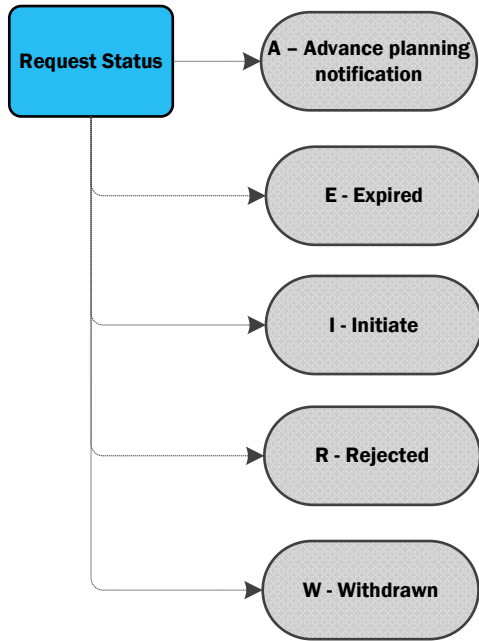 Request Status
A – Advance planning
notification
E - Expired
I - Initiate
R - Rejected
W - Withdrawn